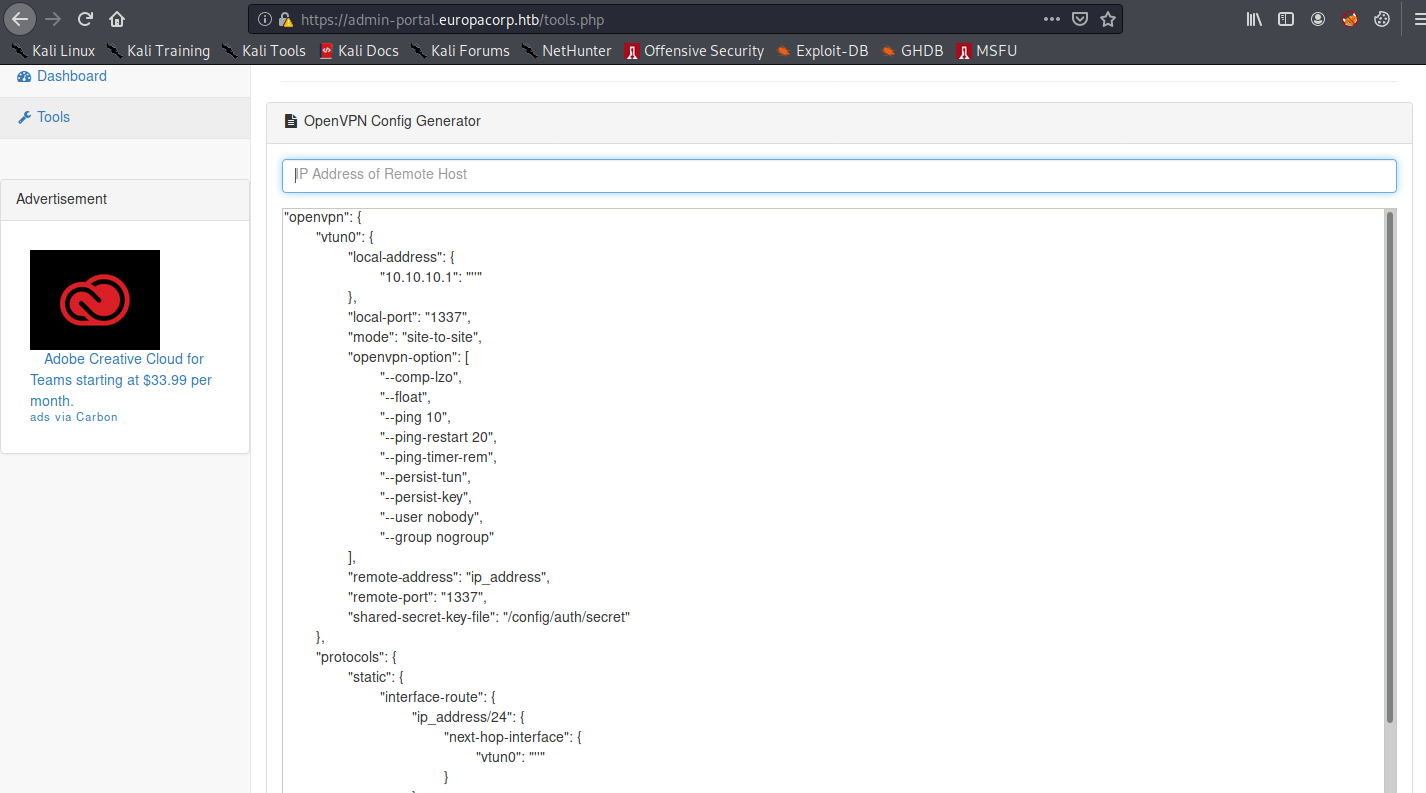 https://admin-portal.europacorp.htb/tools.php
Kali Linux Kali Training Kali Tools Kali Docs Kali Forums NetHunter Offensive Security Exploit-DB GHDB MSFU
Dashboard
Tools
Advertisement
Adobe Creative Cloud for
Teams starting at $33.99 per
month.
ads via Carbon
OpenVPN Config Generator
IP Address of Remote Host
"openvpn": {
"vtun0": {
"local-address": {
"10.10.10.1": "''"
},
"local-port": "1337",
"mode": "site-to-site",
"openvpn-option": [
"--comp-lzo",
"--float",
"--ping 10",
"--ping-restart 20",
"--ping-timer-rem",
"--persist-tun",
"--persist-key",
"--user nobody",
"--group nogroup"
],
"remote-address": "ip_address",
"remote-port": "1337",
"shared-secret-key-file": "/config/auth/secret"
},
"protocols": {
"static": {
"interface-route": {
"ip_address/24": {
"next-hop-interface": {
"vtun0": "''"
}